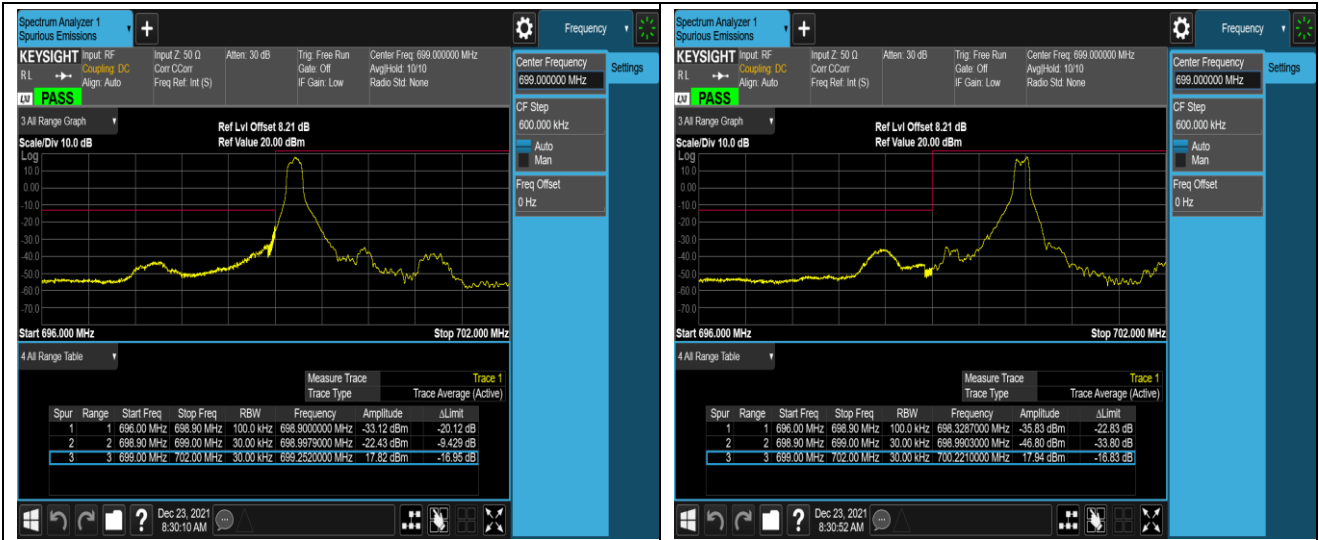 Spectrum Analyzer 1
Spurious Emissions
Frequency
KEYSIGHT Input: RF Input Z: 50 Ω Atten: 30 dB Trig: Free Run Center Freq: 699.000000 MHz
Coupling: DC Corr CCorr Gate: Off Avg|Hold: 10/10
R L Align: Auto Freq Ref: Int (S) IF Gain: Low Radio Std: None
LXI PASS
Center Frequency
699.000000 MHz
Settings
CF Step
600.000 kHz
Auto
Man
Freq Offset
0 Hz
3 All Range Graph
Ref Lvl Offset 8.21 dB
Scale/Div 10.0 dB Ref Value 20.00 dBm
Log
10.0
0.00
-10.0
-20.0
-30.0
-40.0
-50.0
-60.0
-70.0
Start 696.000 MHz Stop 702.000 MHz
4 All Range Table
Measure Trace Trace 1
Trace Type Trace Average (Active)
Spur Range Start Freq Stop Freq RBW Frequency Amplitude ΔLimit
1 1 696.00 MHz 698.90 MHz 100.0 kHz 698.9000000 MHz -33.12 dBm -20.12 dB
2 2 698.90 MHz 699.00 MHz 30.00 kHz 698.9979000 MHz -22.43 dBm -9.429 dB
3 3 699.00 MHz 702.00 MHz 30.00 kHz 699.2520000 MHz 17.82 dBm -16.95 dB
Dec 23, 2021
8:30:10 AM
Spectrum Analyzer 1
Spurious Emissions
Frequency
KEYSIGHT Input: RF Input Z: 50 Ω Atten: 30 dB Trig: Free Run Center Freq: 699.000000 MHz
Coupling: DC Corr CCorr Gate: Off Avg|Hold: 10/10
R L Align: Auto Freq Ref: Int (S) IF Gain: Low Radio Std: None
LXI PASS
Center Frequency
699.000000 MHz
Settings
CF Step
600.000 kHz
Auto
Man
Freq Offset
0 Hz
3 All Range Graph
Ref Lvl Offset 8.21 dB
Scale/Div 10.0 dB Ref Value 20.00 dBm
Log
10.0
0.00
-10.0
-20.0
-30.0
-40.0
-50.0
-60.0
-70.0
Start 696.000 MHz Stop 702.000 MHz
4 All Range Table
Measure Trace Trace 1
Trace Type Trace Average (Active)
Spur Range Start Freq Stop Freq RBW Frequency Amplitude ΔLimit
1 1 696.00 MHz 698.90 MHz 100.0 kHz 698.3287000 MHz -35.83 dBm -22.83 dB
2 2 698.90 MHz 699.00 MHz 30.00 kHz 698.9903000 MHz -46.80 dBm -33.80 dB
3 3 699.00 MHz 702.00 MHz 30.00 kHz 700.2210000 MHz 17.94 dBm -16.83 dB
Dec 23, 2021
8:30:52 AM